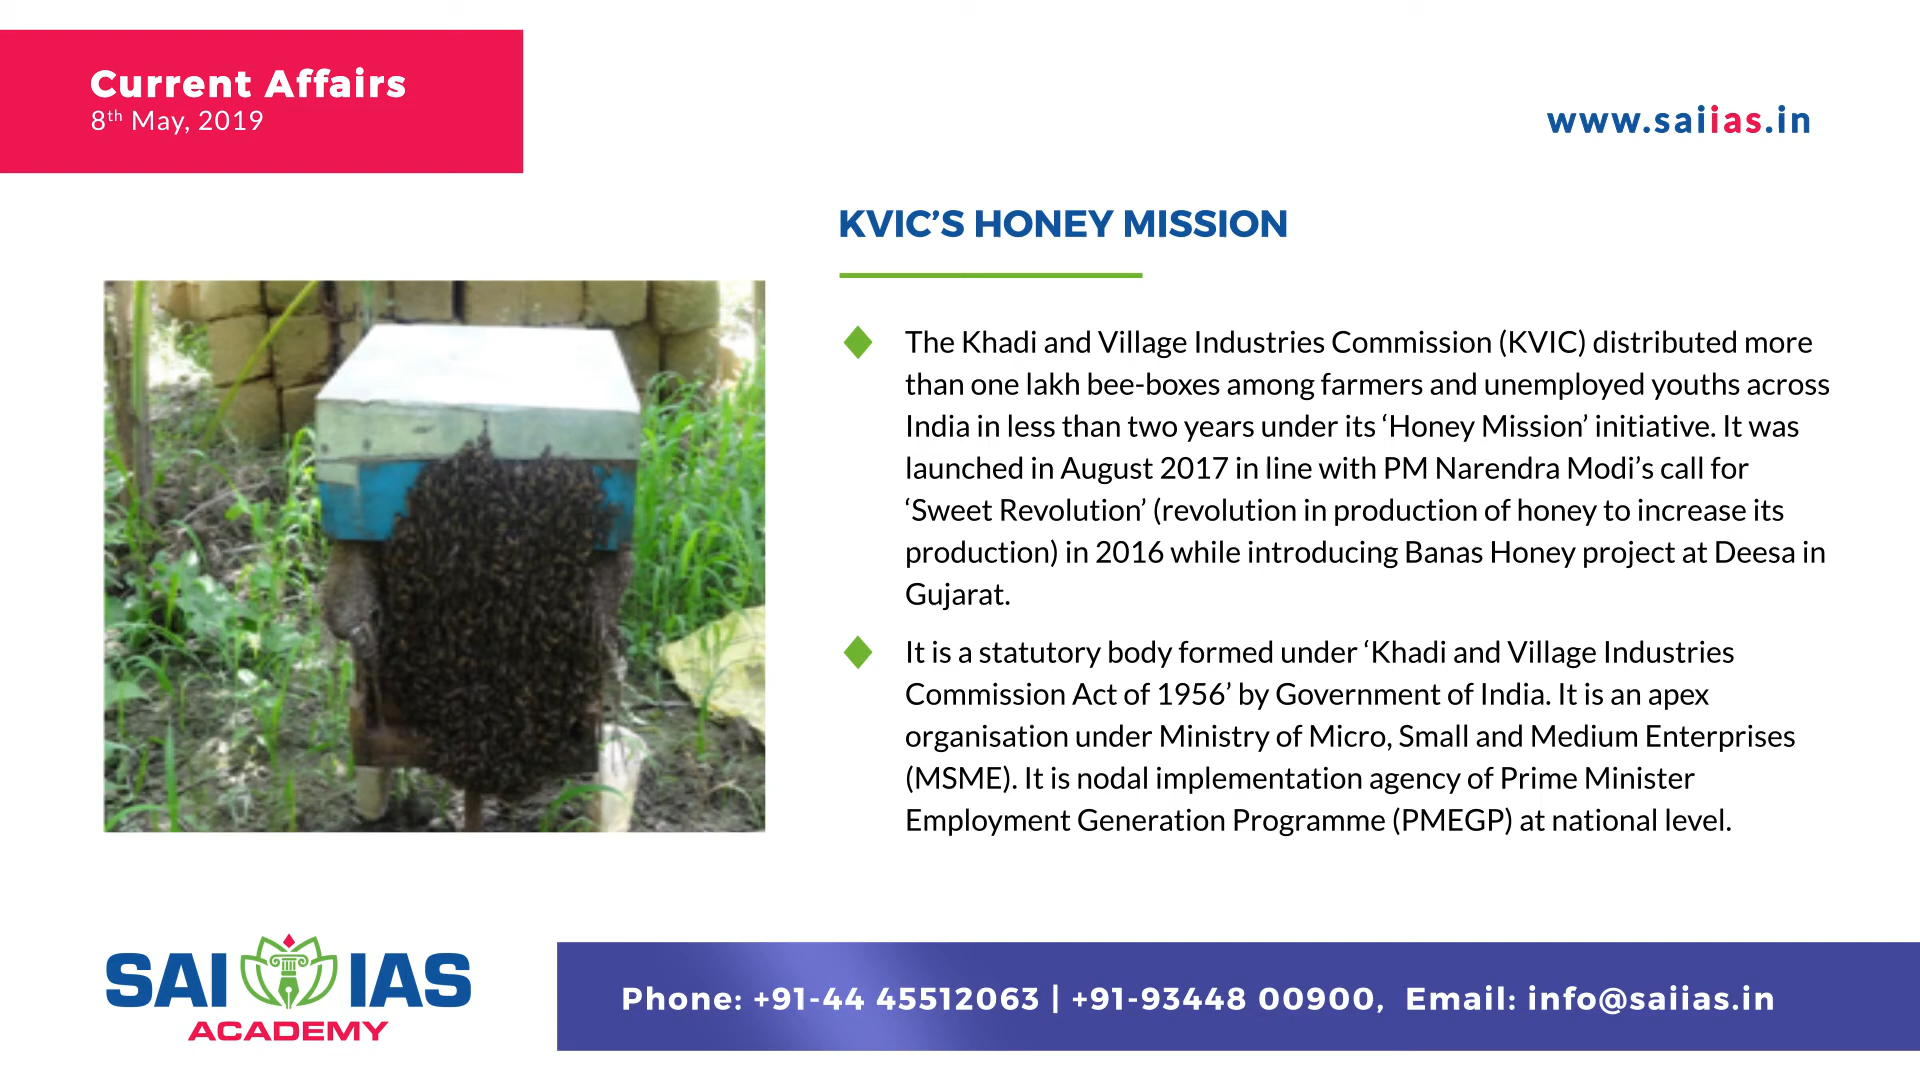 Current Affairs
8th May, 2019
www.saiias.in
KVIC’S HONEY MISSION
The Khadi and Village Industries Commission (KVIC) distributed more
than one lakh bee-boxes among farmers and unemployed youths across
India in less than two years under its ‘Honey Mission’ initiative. It was
launched in August 2017 in line with PM Narendra Modi’s call for
‘Sweet Revolution’ (revolution in production of honey to increase its
production) in 2016 while introducing Banas Honey project at Deesa in
Gujarat.
It is a statutory body formed under ‘Khadi and Village Industries
Commission Act of 1956’ by Government of India. It is an apex
organisation under Ministry of Micro, Small and Medium Enterprises
(MSME). It is nodal implementation agency of Prime Minister
Employment Generation Programme (PMEGP) at national level.
SAI IAS
ACADEMY
Phone: +91-44 45512063 | +91-93448 00900, Email: info@saiias.in